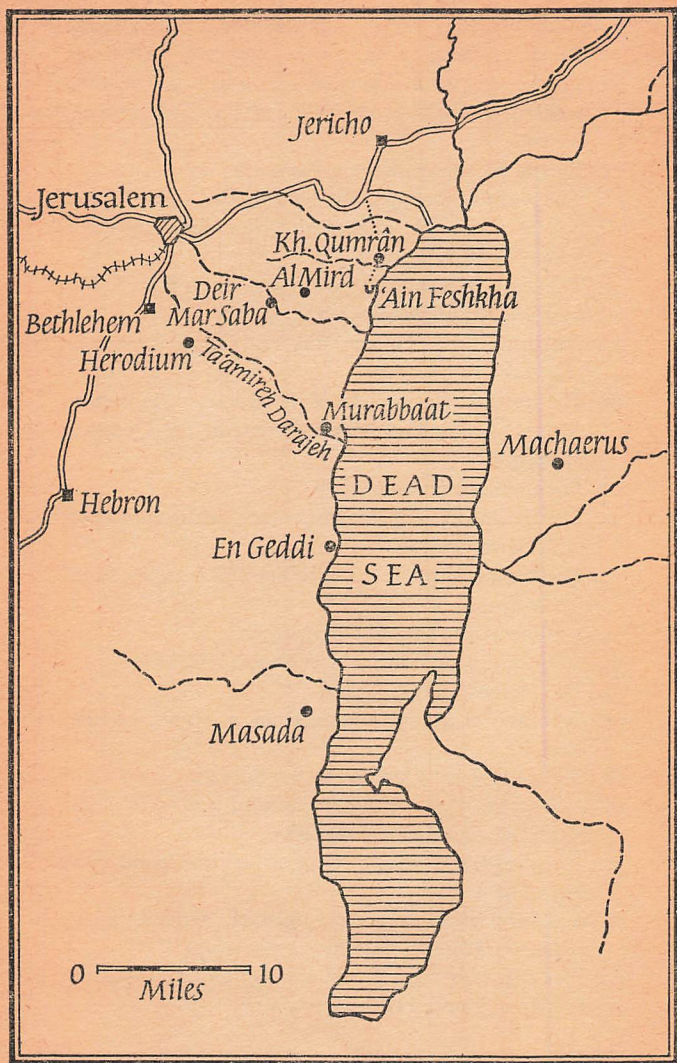 Jericho
Jerusalem
Kh. Qumrân
Al Mird
Deir
Mar Saba
'Ain Feshkha
Bethlehem
Herodium
Ta'amireh Darajeh
Murabba'at
Machaerus
DEAD
Hebron
En Geddi
SEA
Masada
0 10
Miles